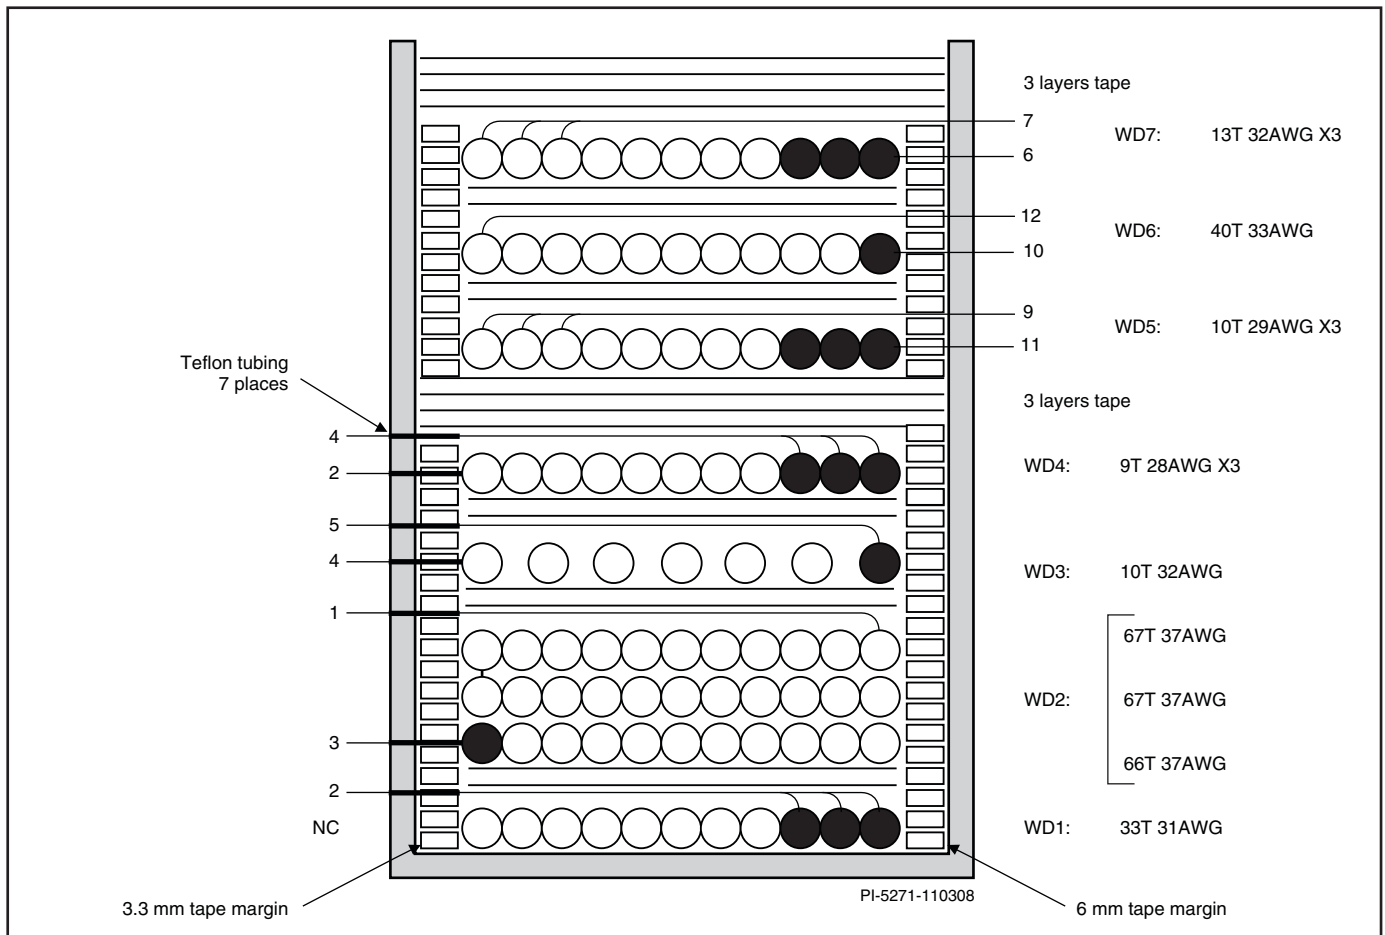 3 layers tape
7
WD7: 13T 32AWG X3
6
12
WD6: 40T 33AWG
10
9
WD5: 10T 29AWG X3
11
Teflon tubing
7 places
3 layers tape
4
2
WD4: 9T 28AWG X3
5
4
WD3: 10T 32AWG
1
67T 37AWG
WD2: 67T 37AWG
3
66T 37AWG
2
NC
WD1: 33T 31AWG
PI-5271-110308
3.3 mm tape margin
6 mm tape margin